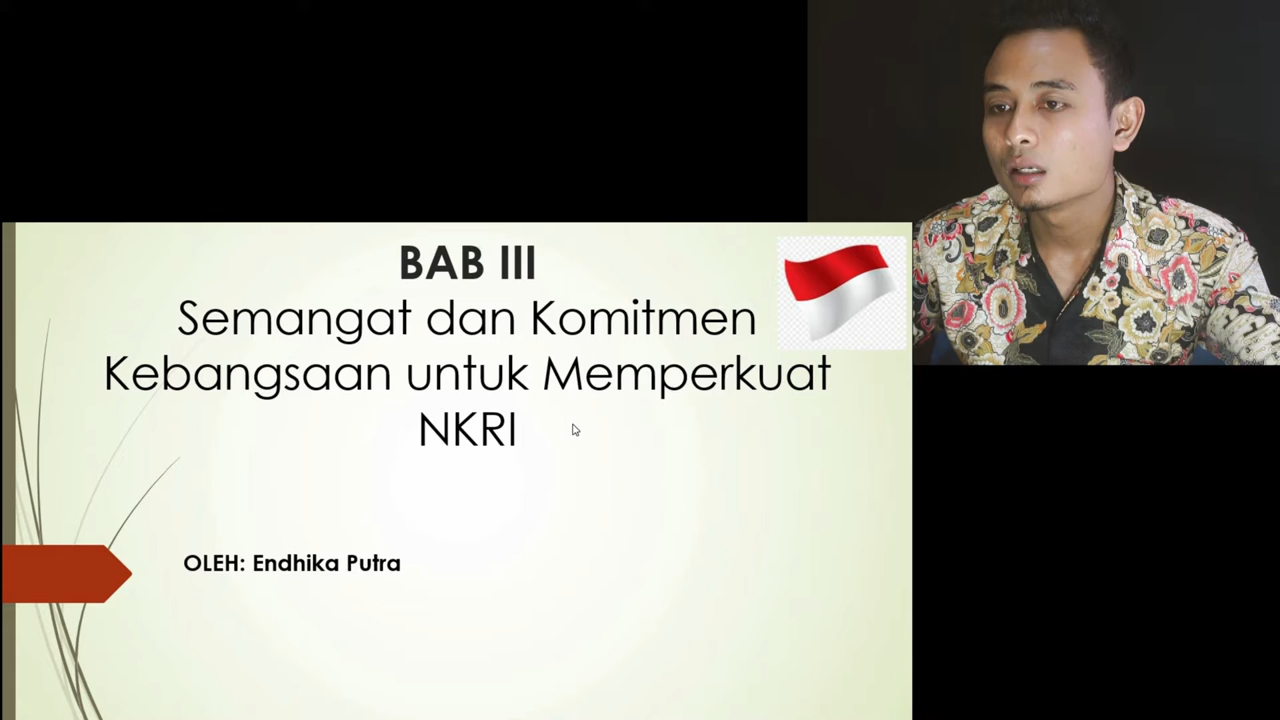 BAB III
Semangat dan Komitmen
Kebangsaan untuk Memperkuat
NKRI
OLEH: Endhika Putra